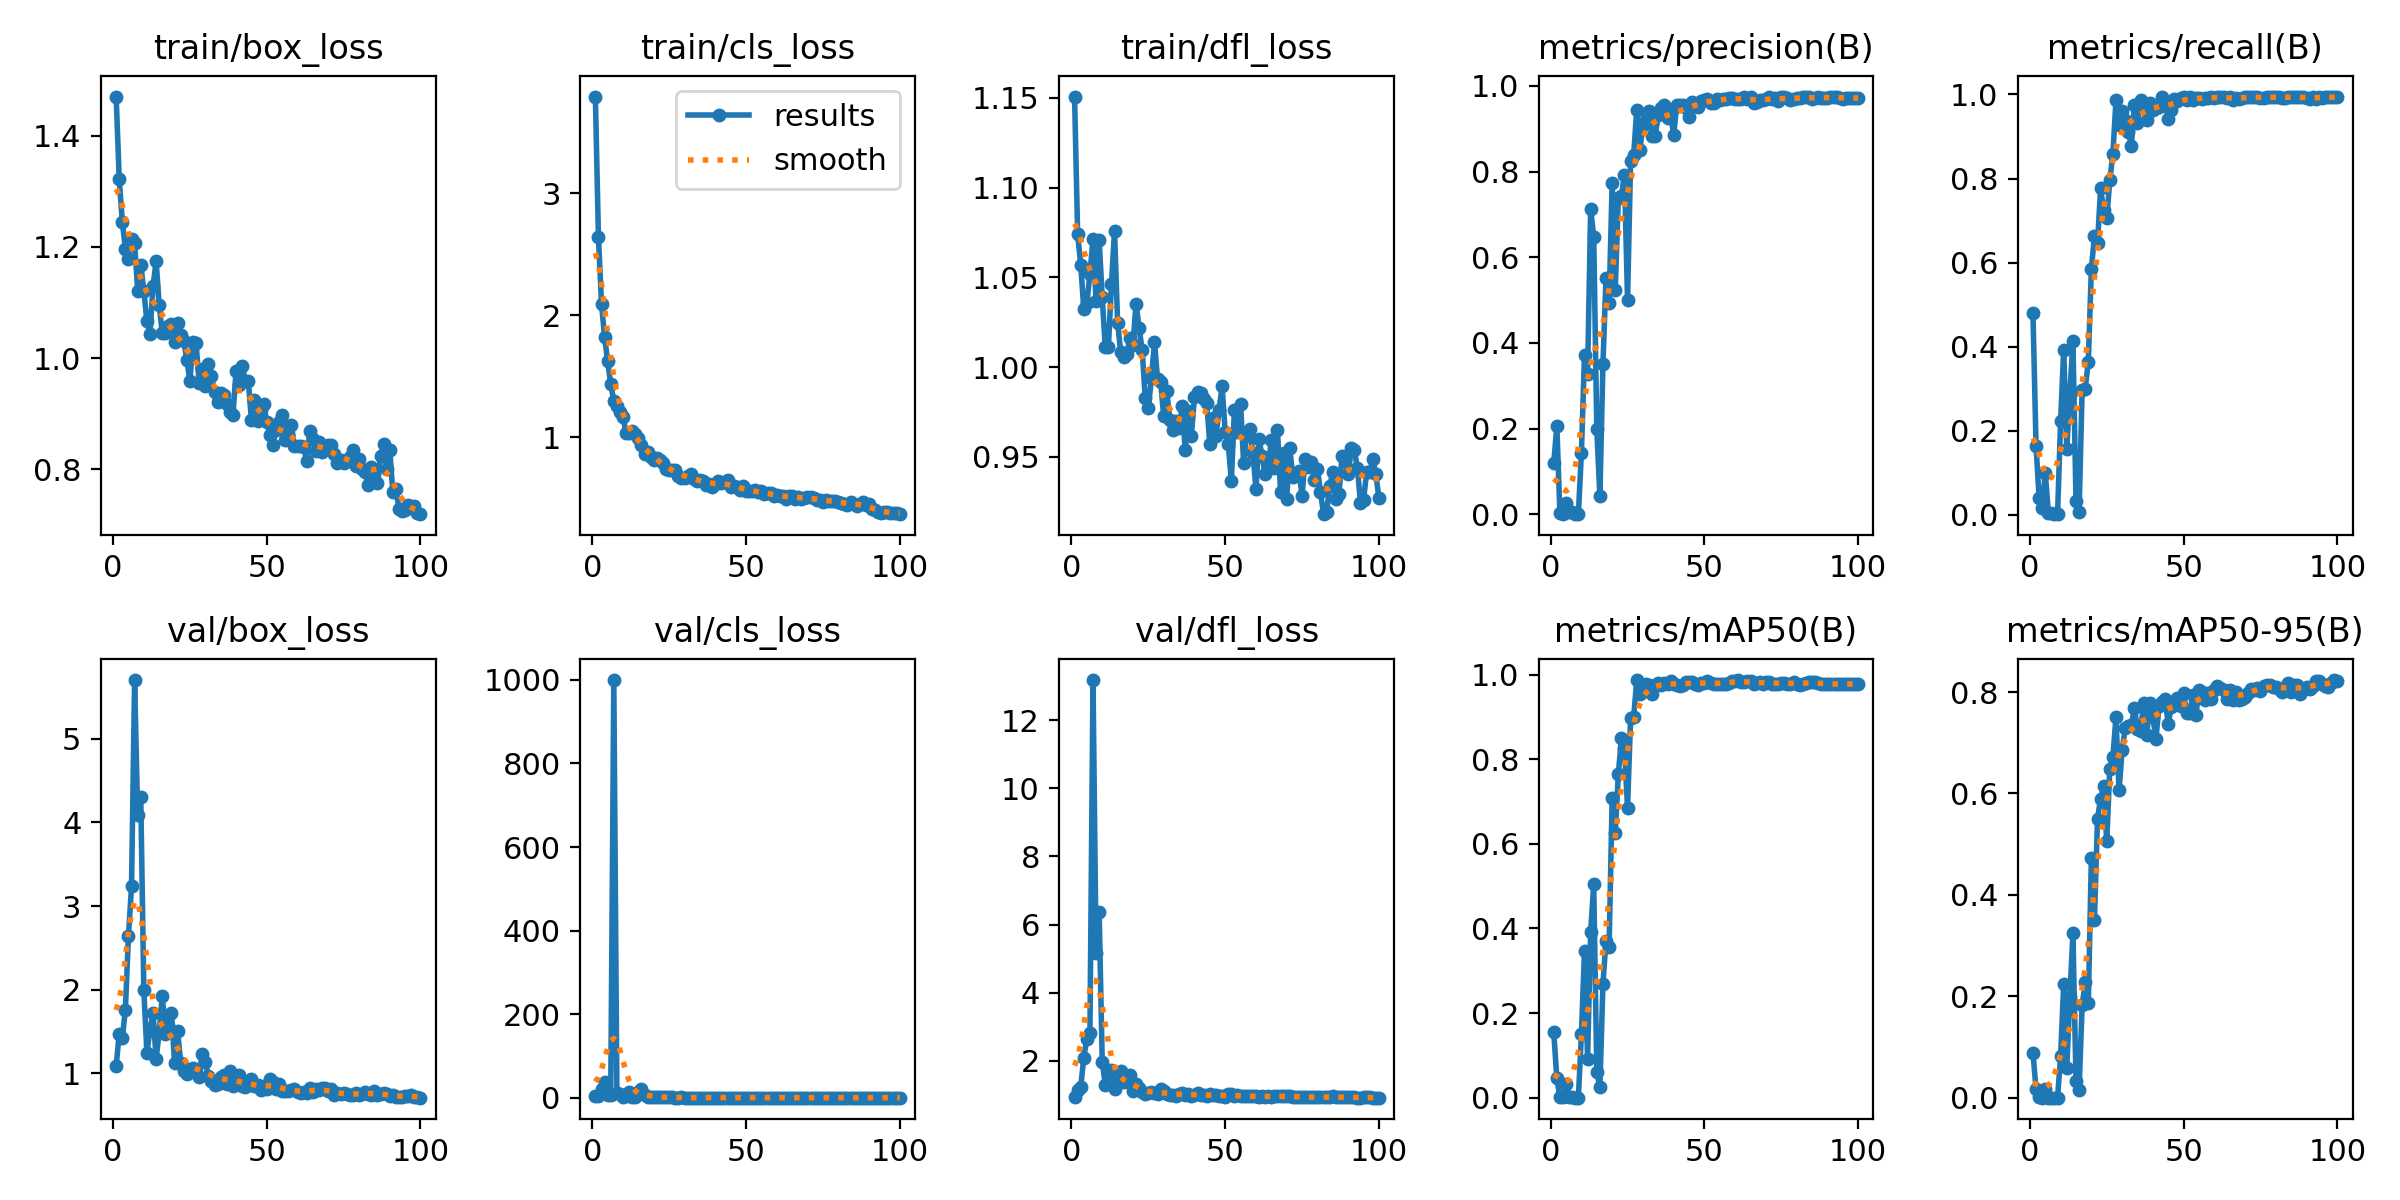 train/box_loss
1.4
1.2
1.0
0.8
0 50 100
train/cls_loss
results
smooth
3
2
1
0 50 100
train/dfl_loss
1.15
1.10
1.05
1.00
0.95
0 50 100
metrics/precision(B)
1.0
0.8
0.6
0.4
0.2
0.0
0 50 100
metrics/recall(B)
1.0
0.8
0.6
0.4
0.2
0.0
0 50 100
val/box_loss
5
4
3
2
1
0 50 100
val/cls_loss
1000
800
600
400
200
0
0 50 100
val/dfl_loss
12
10
8
6
4
2
0 50 100
metrics/mAP50(B)
1.0
0.8
0.6
0.4
0.2
0.0
0 50 100
metrics/mAP50-95(B)
0.8
0.6
0.4
0.2
0.0
0 50 100